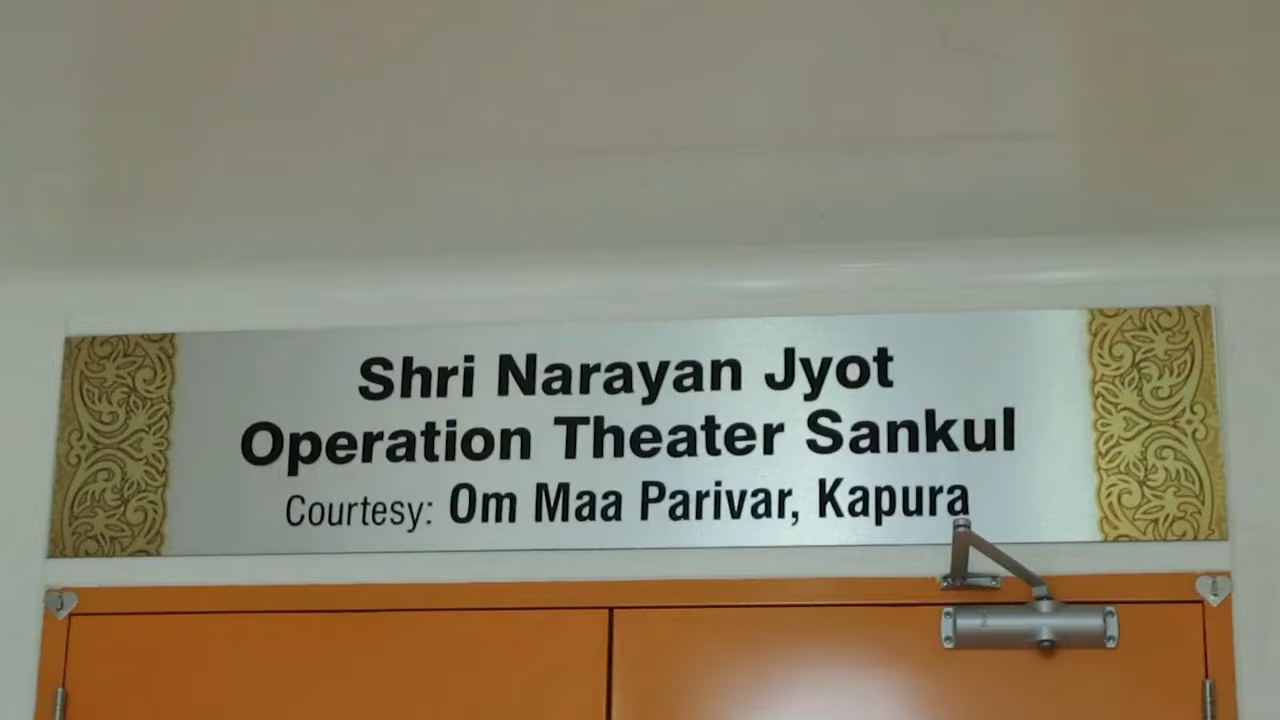 Shri Narayan Jyot
Operation Theater Sankul
Courtesy: Om Maa Parivar, Kapura